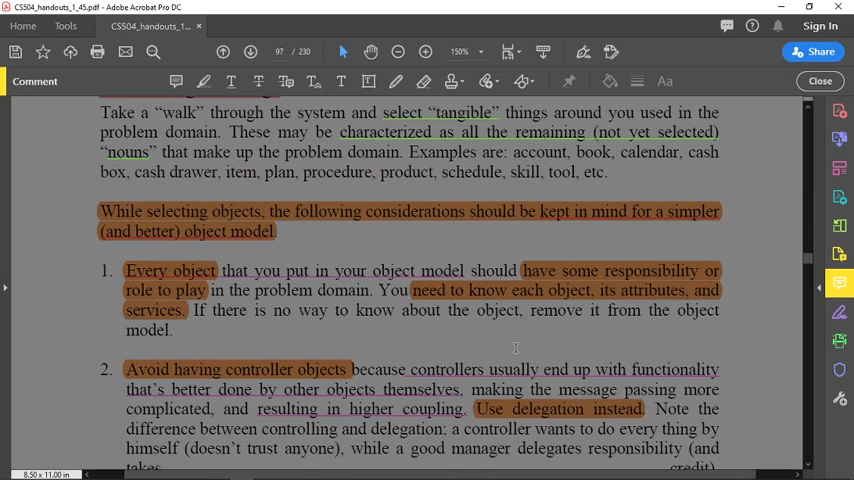 CS504_handouts_1_45.pdf - Adobe Acrobat Pro DC
Home Tools CS504_handouts_1... × Sign In
97 / 230 150% Share
Comment Aa Close
Take a “walk” through the system and select “tangible” things around you used in the
problem domain. These may be characterized as all the remaining (not yet selected)
“nouns” that make up the problem domain. Examples are: account, book, calendar, cash
box, cash drawer, item, plan, procedure, product, schedule, skill, tool, etc.
While selecting objects, the following considerations should be kept in mind for a simpler
(and better) object model.
1. Every object that you put in your object model should have some responsibility or
role to play in the problem domain. You need to know each object, its attributes, and
services. If there is no way to know about the object, remove it from the object
model.
2. Avoid having controller objects because controllers usually end up with functionality
that’s better done by other objects themselves, making the message passing more
complicated, and resulting in higher coupling. Use delegation instead. Note the
difference between controlling and delegation; a controller wants to do every thing by
himself (doesn’t trust anyone), while a good manager delegates responsibility (and
takes credit).
8.50 x 11.00 in